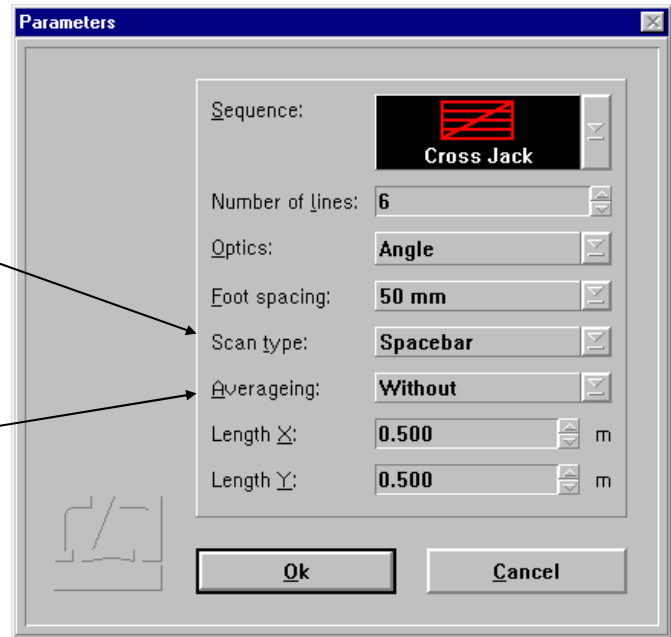 Parameters
Sequence:
Cross Jack
Number of lines: 6
Optics: Angle
Foot spacing: 50 mm
Scan type: Spacebar
Averageing: Without
Length X: 0.500 m
Length Y: 0.500 m
Ok Cancel